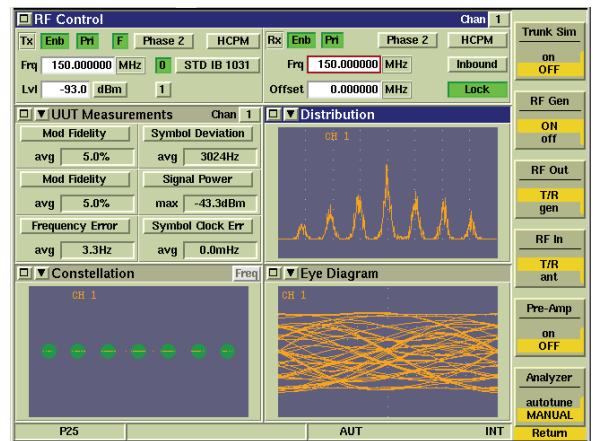 RF Control Chan 1
Tx Enb Pri F Phase 2 HCPM
Frq 150.000000 MHz 0 STD IB 1031
Lvl -93.0 dBm 1
Rx Enb Pri Phase 2 HCPM
Frq 150.000000 MHz Inbound
Offset 0.000000 MHz Lock
UUT Measurements Chan 1
Mod Fidelity Symbol Deviation
avg 5.0% avg 3024Hz
Mod Fidelity Signal Power
avg 5.0% max -43.3dBm
Frequency Error Symbol Clock Err
avg 3.3Hz avg 0.0mHz
Distribution
CH 1
Constellation Freq
CH 1
Eye Diagram
CH 1
P25 AUT INT
Trunk Sim
on
OFF
RF Gen
ON
off
RF Out
T/R
gen
RF In
T/R
ant
Pre-Amp
on
OFF
Analyzer
autotune
MANUAL
Return